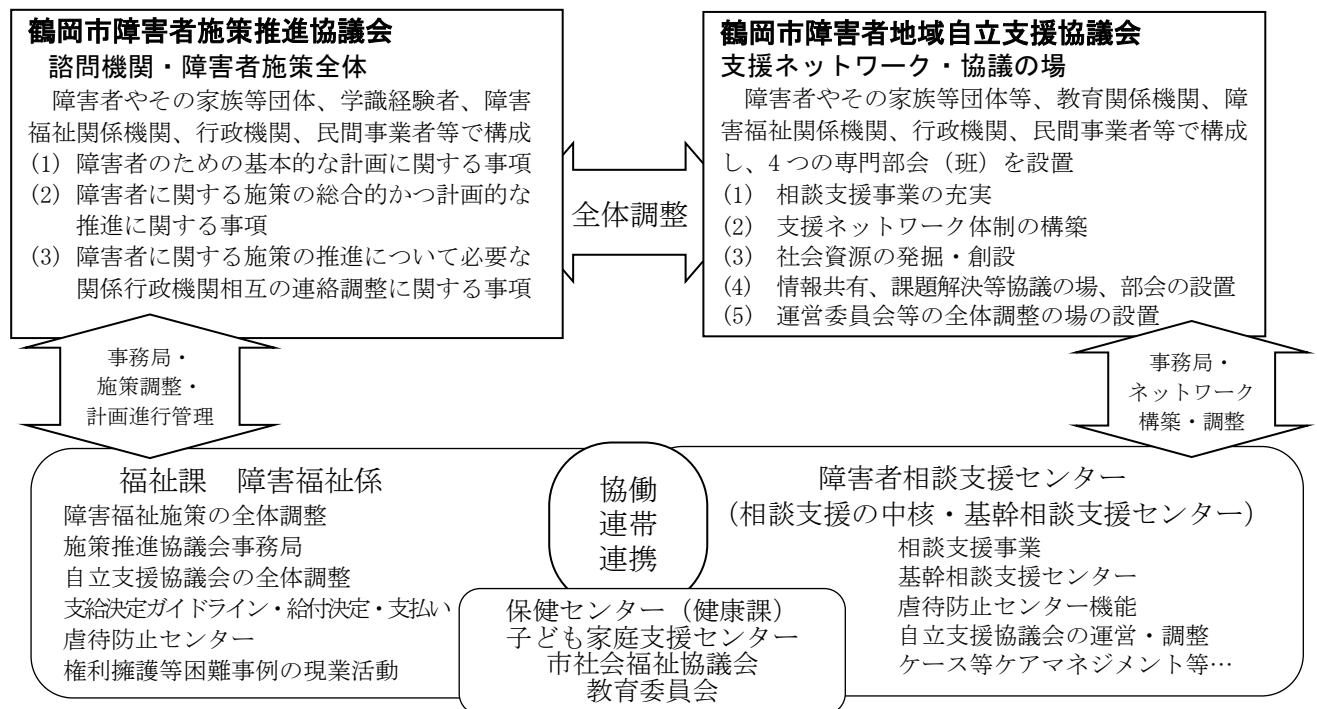 鶴岡市障害者施策推進協議会
諮問機関・障害者施策全体
障害者やその家族等団体、学識経験者、障害
福祉関係機関、行政機関、民間事業者等で構成
(1) 障害者のための基本的な計画に関する事項
(2) 障害者に関する施策の総合的かつ計画的な
推進に関する事項
(3) 障害者に関する施策の推進について必要な
関係行政機関相互の連絡調整に関する事項
全体調整
鶴岡市障害者地域自立支援協議会
支援ネットワーク・協議の場
障害者やその家族等団体等、教育関係機関、障
害福祉関係機関、行政機関、民間事業者等で構成
し、4つの専門部会（班）を設置
(1) 相談支援事業の充実
(2) 支援ネットワーク体制の構築
(3) 社会資源の発掘・創設
(4) 情報共有、課題解決等協議の場、部会の設置
(5) 運営委員会等の全体調整の場の設置
事務局・
施策調整・
計画進行管理
事務局・
ネットワーク
構築・調整
福祉課　障害福祉係
障害福祉施策の全体調整
施策推進協議会事務局
自立支援協議会の全体調整
支給決定ガイドライン・給付決定・支払い
虐待防止センター
権利擁護等困難事例の現業活動
協働
連帯
連携
保健センター（健康課）
子ども家庭支援センター
市社会福祉協議会
教育委員会
障害者相談支援センター
（相談支援の中核・基幹相談支援センター）
相談支援事業
基幹相談支援センター
虐待防止センター機能
自立支援協議会の運営・調整
ケース等ケアマネジメント等…